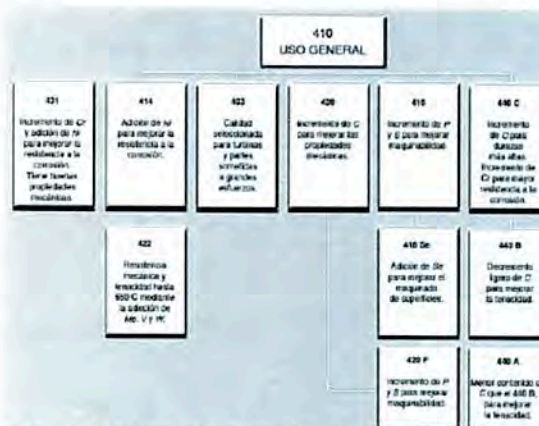 410
USO GENERAL
431
Incremento de Cr
y adición de Ni
para mejorar la
resistencia a la
corrosión.
Tiene buenas
propiedades
mecánicas.
414
Adición de Ni
para mejorar la
resistencia a la
corrosión.
403
Calidad
seleccionada
para turbinas
y partes
sometidas
a grandes
esfuerzos.
420
Incremento de C
para mejorar las
propiedades
mecánicas.
416
Incremento de P
y S para mejorar
maquinabilidad.
440 C
Incremento
de C para
durezas
más altas.
Incremento de
Cr para mayor
resistencia a la
corrosión.
422
Resistencia
mecánica y
tenacidad hasta
650 C mediante
la adición de
Mo, V y W.
416 Se
Adición de Se
para mejorar el
maquinado
de superficies.
440 B
Decremento
ligero de C
para mejorar
la tenacidad.
420 F
Incremento de P
y S para mejorar
maquinabilidad.
440 A
Menor contenido
C que el 440 B,
para mejorar
la tenacidad.